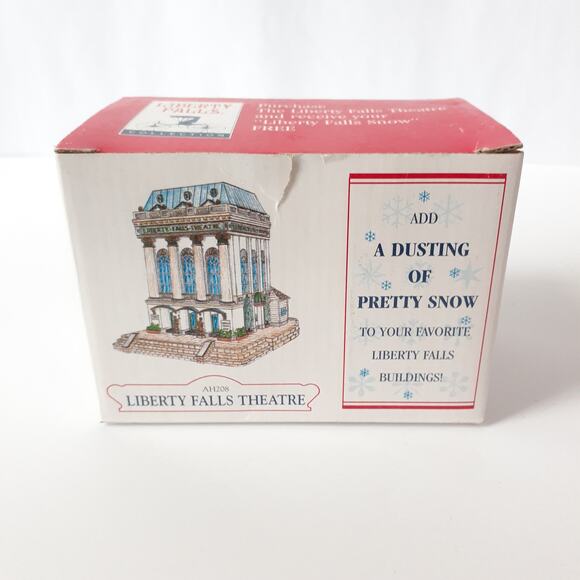 LIBERTY
FALLS
COLLECTION
Purchase
The Liberty Falls Theatre
and receive your
"Liberty Falls Snow"
FREE
LIBERTY·FALLS·THEATRE
AH208
LIBERTY FALLS THEATRE
ADD
A DUSTING
OF
PRETTY SNOW
TO YOUR FAVORITE
LIBERTY FALLS
BUILDINGS!